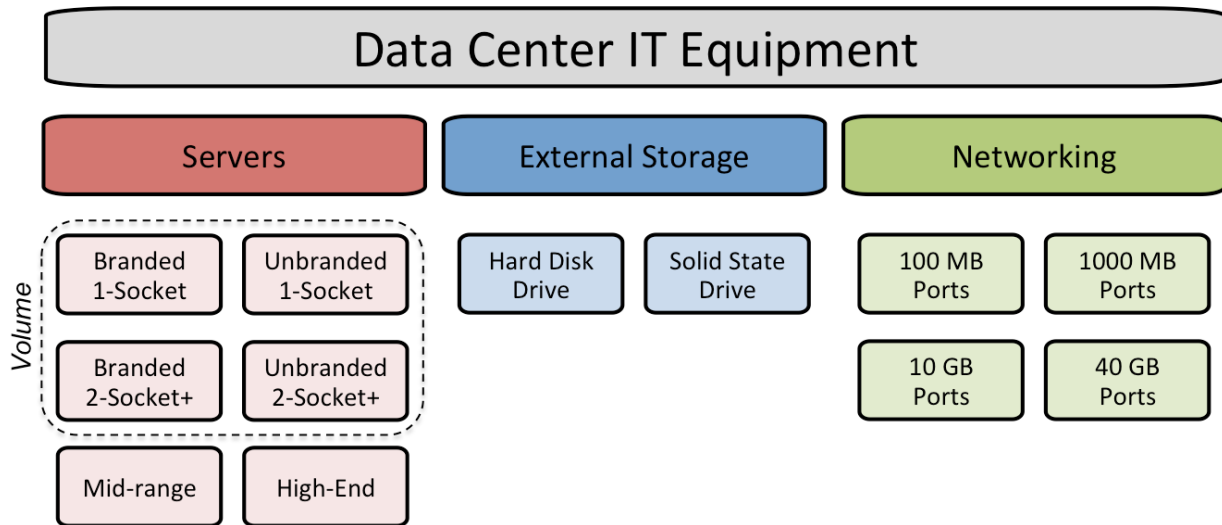 Data Center IT Equipment
Servers
External Storage
Networking
Volume
Branded
1-Socket
Unbranded
1-Socket
Branded
2-Socket+
Unbranded
2-Socket+
Mid-range
High-End
Hard Disk
Drive
Solid State
Drive
100 MB
Ports
1000 MB
Ports
10 GB
Ports
40 GB
Ports